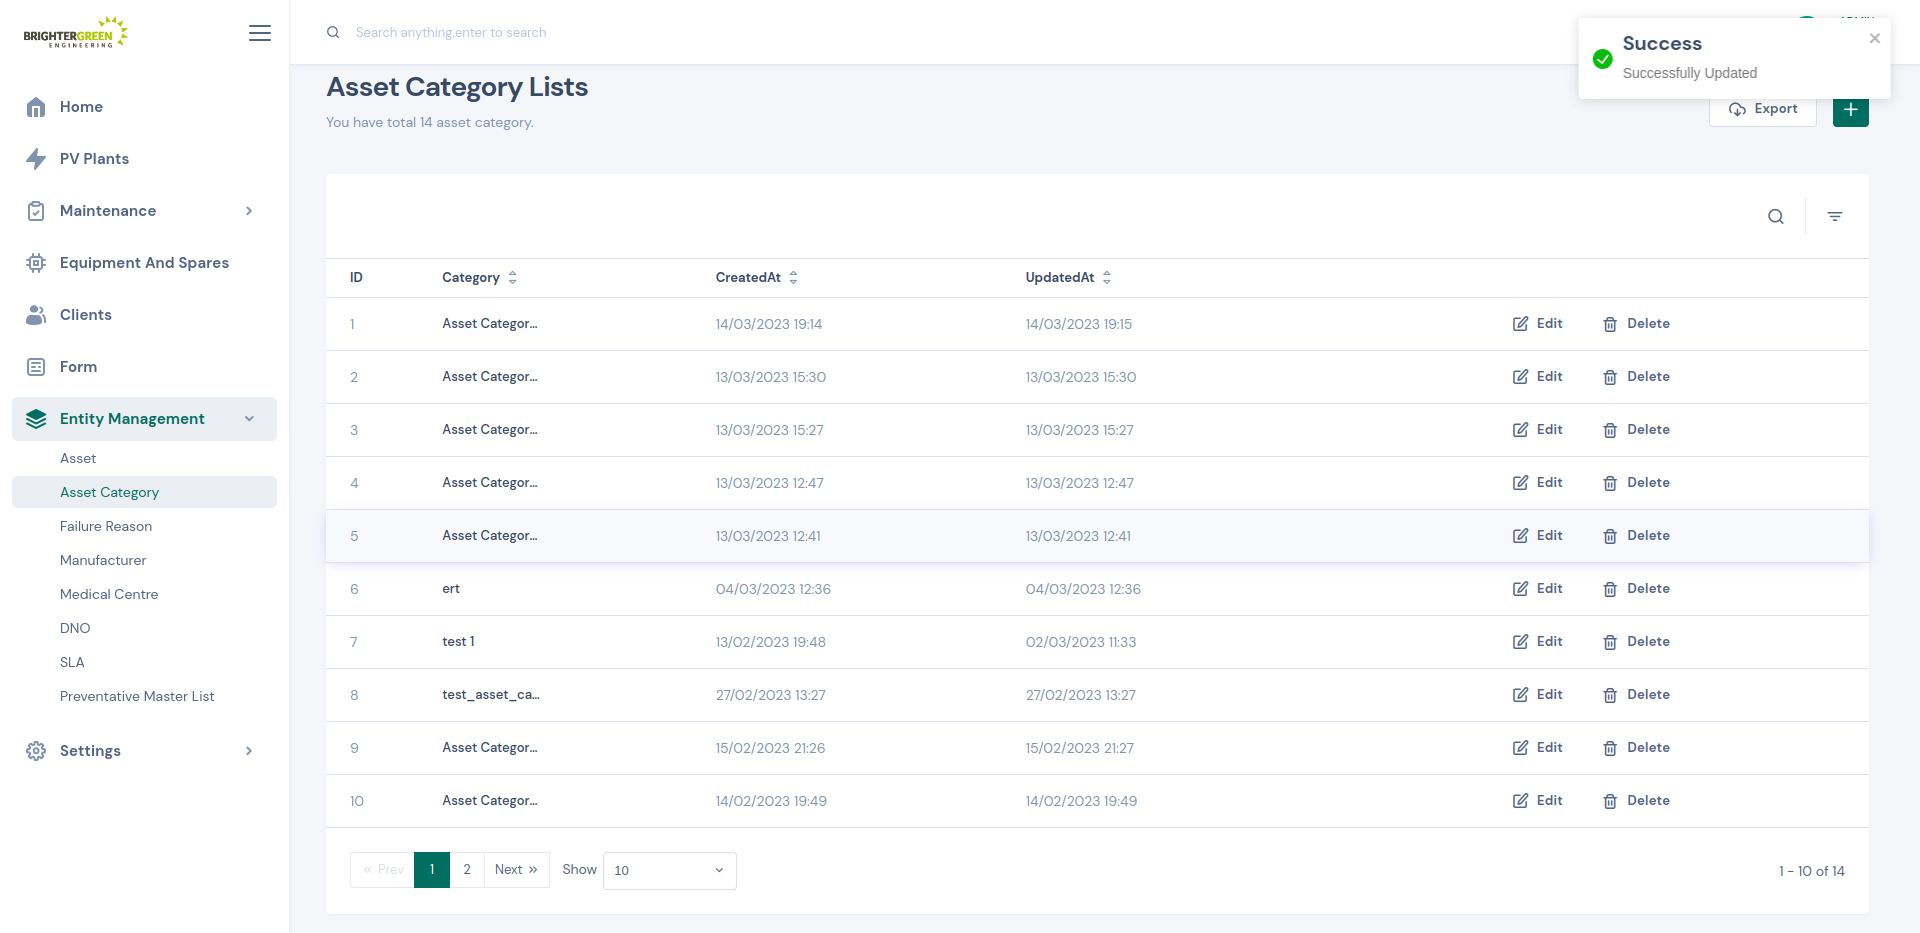 BRIGHTERGREEN
ENGINEERING
Search anything.enter to search
Success
Successfully Updated
Home
PV Plants
Maintenance
Equipment And Spares
Clients
Form
Entity Management
Asset
Asset Category
Failure Reason
Manufacturer
Medical Centre
DNO
SLA
Preventative Master List
Settings
Asset Category Lists
You have total 14 asset category.
Export
ID Category CreatedAt UpdatedAt
1 Asset Categor... 14/03/2023 19:14 14/03/2023 19:15 Edit Delete
2 Asset Categor... 13/03/2023 15:30 13/03/2023 15:30 Edit Delete
3 Asset Categor... 13/03/2023 15:27 13/03/2023 15:27 Edit Delete
4 Asset Categor... 13/03/2023 12:47 13/03/2023 12:47 Edit Delete
5 Asset Categor... 13/03/2023 12:41 13/03/2023 12:41 Edit Delete
6 ert 04/03/2023 12:36 04/03/2023 12:36 Edit Delete
7 test 1 13/02/2023 19:48 02/03/2023 11:33 Edit Delete
8 test_asset_ca... 27/02/2023 13:27 27/02/2023 13:27 Edit Delete
9 Asset Categor... 15/02/2023 21:26 15/02/2023 21:27 Edit Delete
10 Asset Categor... 14/02/2023 19:49 14/02/2023 19:49 Edit Delete
« Prev 1 2 Next » Show 10 1 - 10 of 14